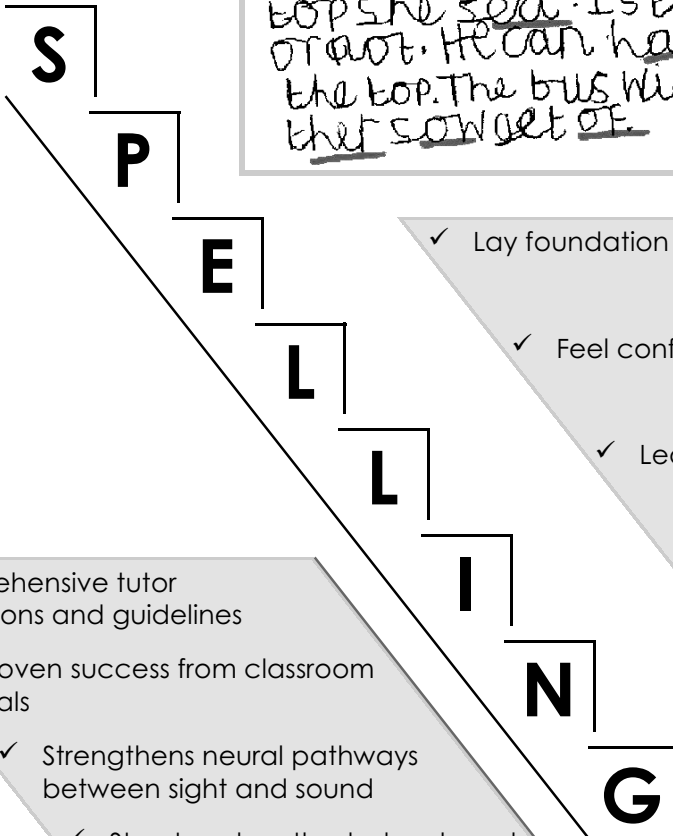 top she sed. Is
or not. He can ha
the top. The bus wi
ther sow get of.
S
P
E
L
L
I
N
G
✓ Lay foundation
✓ Feel conf
✓ Lea
ehensive tutor
ons and guidelines
oven success from classroom
als
✓ Strengthens neural pathways
between sight and sound